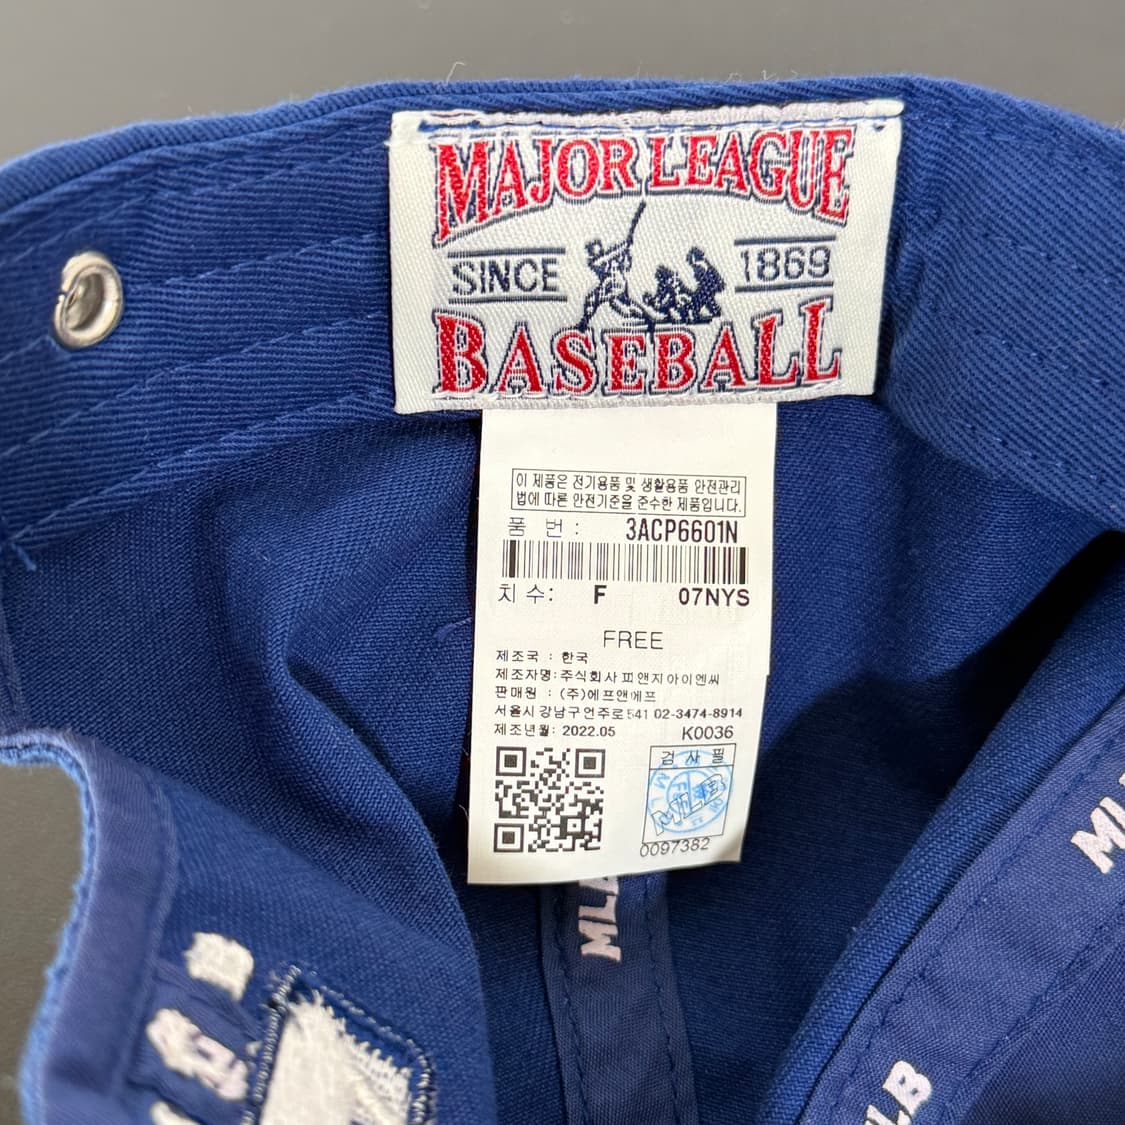 MAJOR LEAGUE
SINCE 1869
BASEBALL
이 제품은 전기용품 및 생활용품 안전관리
법에 따른 안전기준을 준수한 제품입니다.
품 번 : 3ACP6601N
치 수: F 07NYS
FREE
제조국 : 한국
제조자명: 주식회사 피앤지아이엔씨
판매원 : (주)에프앤에프
서울시 강남구 언주로 541 02-3474-8914
제조년월: 2022.05 K0036
검 사 필
MLB
0097382
MLB
ML
LB